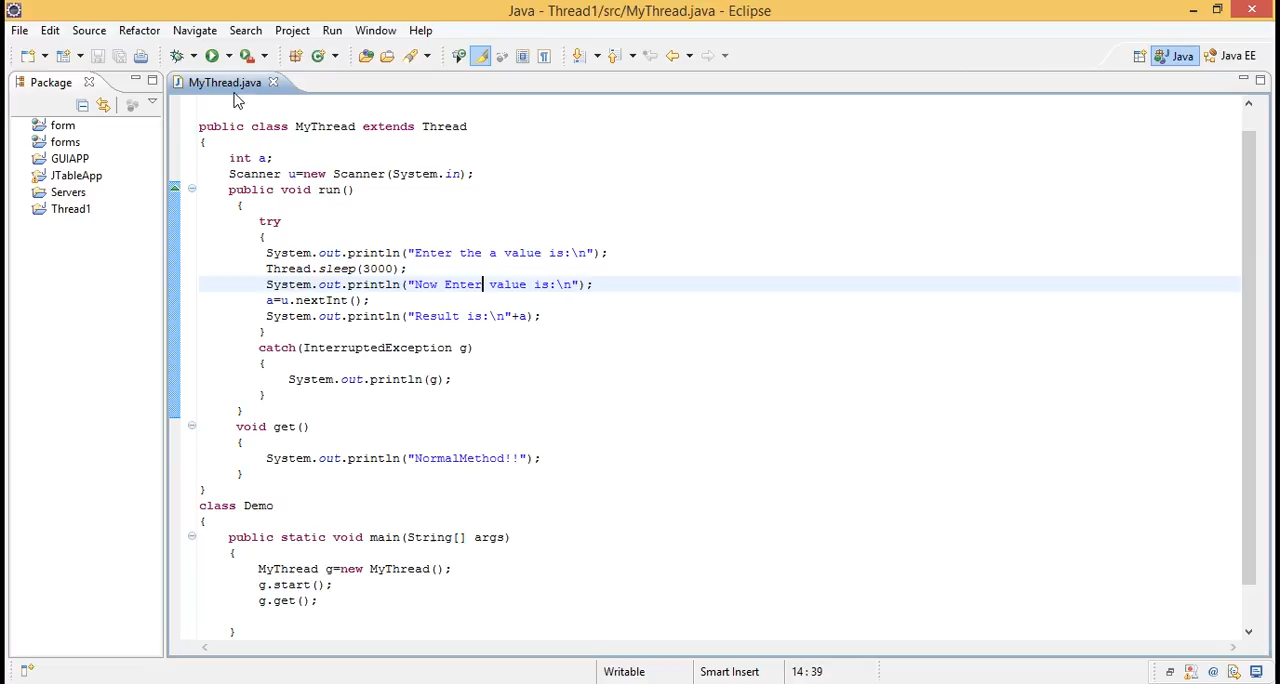 Java - Thread1/src/MyThread.java - Eclipse
File Edit Source Refactor Navigate Search Project Run Window Help
Java Java EE
Package
MyThread.java
form
forms
GUIAPP
JTableApp
Servers
Thread1
public class MyThread extends Thread
{
int a;
Scanner u=new Scanner(System.in);
public void run()
{
try
{
System.out.println("Enter the a value is:\n");
Thread.sleep(3000);
System.out.println("Now Enter value is:\n");
a=u.nextInt();
System.out.println("Result is:\n"+a);
}
catch(InterruptedException g)
{
System.out.println(g);
}
}
void get()
{
System.out.println("NormalMethod!!");
}
}
class Demo
{
public static void main(String[] args)
{
MyThread g=new MyThread();
g.start();
g.get();
}
Writable Smart Insert 14 : 39